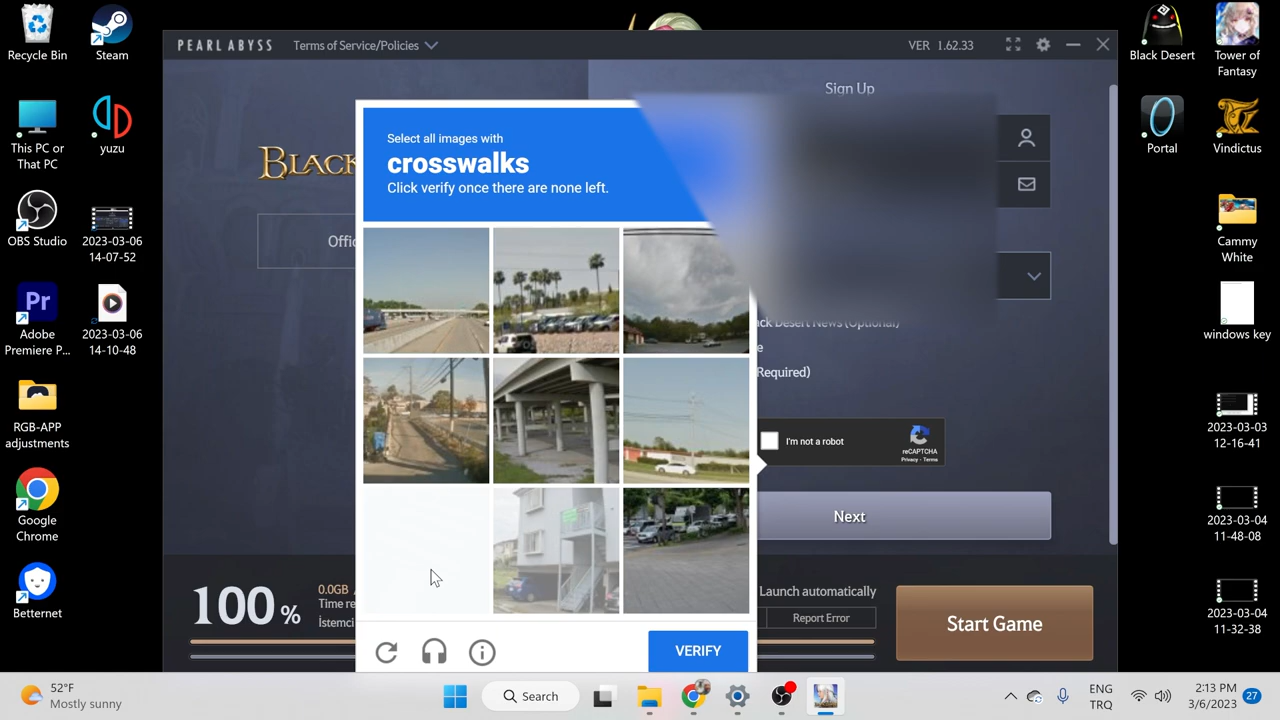 Recycle Bin
Steam
This PC or
That PC
yuzu
OBS Studio
2023-03-06
14-07-52
Adobe
Premiere P...
2023-03-06
14-10-48
RGB-APP
adjustments
Google
Chrome
Betternet
PEARL ABYSS
Terms of Service/Policies
VER 1.62.33
Sign Up
BLACK
Select all images with
crosswalks
Click verify once there are none left.
Offic
ck Desert News (Optional)
e
Required)
I'm not a robot
reCAPTCHA
Privacy - Terms
Next
VERIFY
100 %
0.0GB /
Time re
İstemci
Launch automatically
Report Error
Start Game
Black Desert
Tower of
Fantasy
Portal
Vindictus
Cammy
White
windows key
2023-03-03
12-16-41
2023-03-04
11-48-08
2023-03-04
11-32-38
52°F
Mostly sunny
Search
ENG
TRQ
2:13 PM
3/6/2023
27